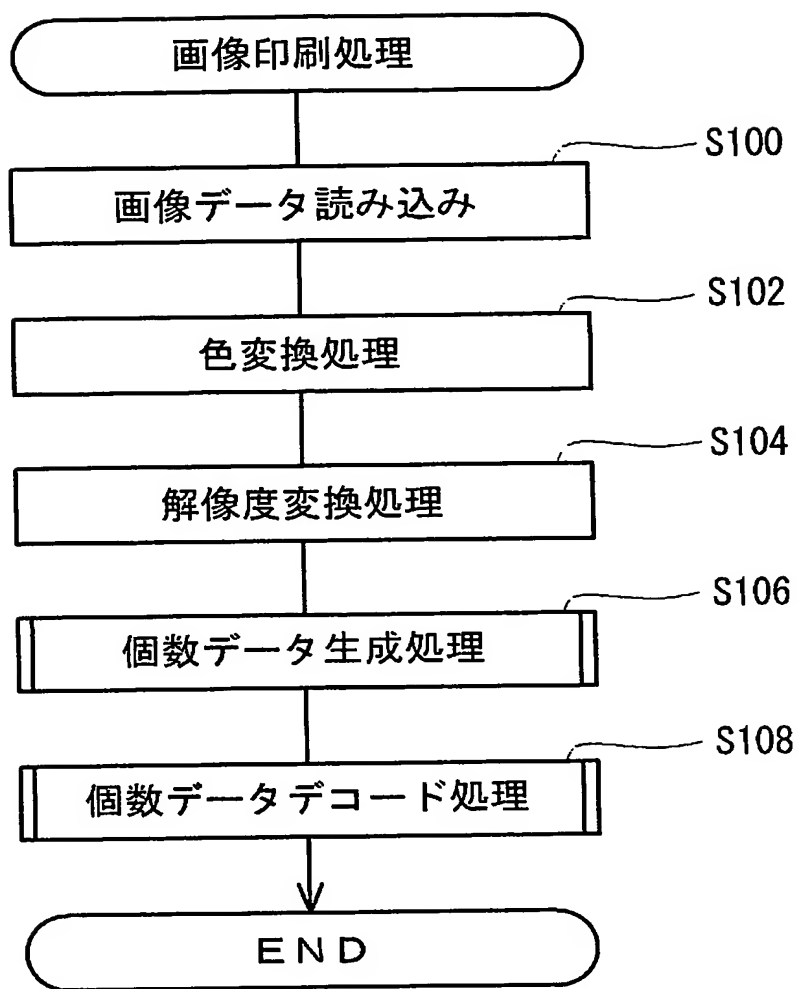 画像印刷処理
S100
画像データ読み込み
S102
色変換処理
S104
解像度変換処理
S106
個数データ生成処理
S108
個数データデコード処理
END